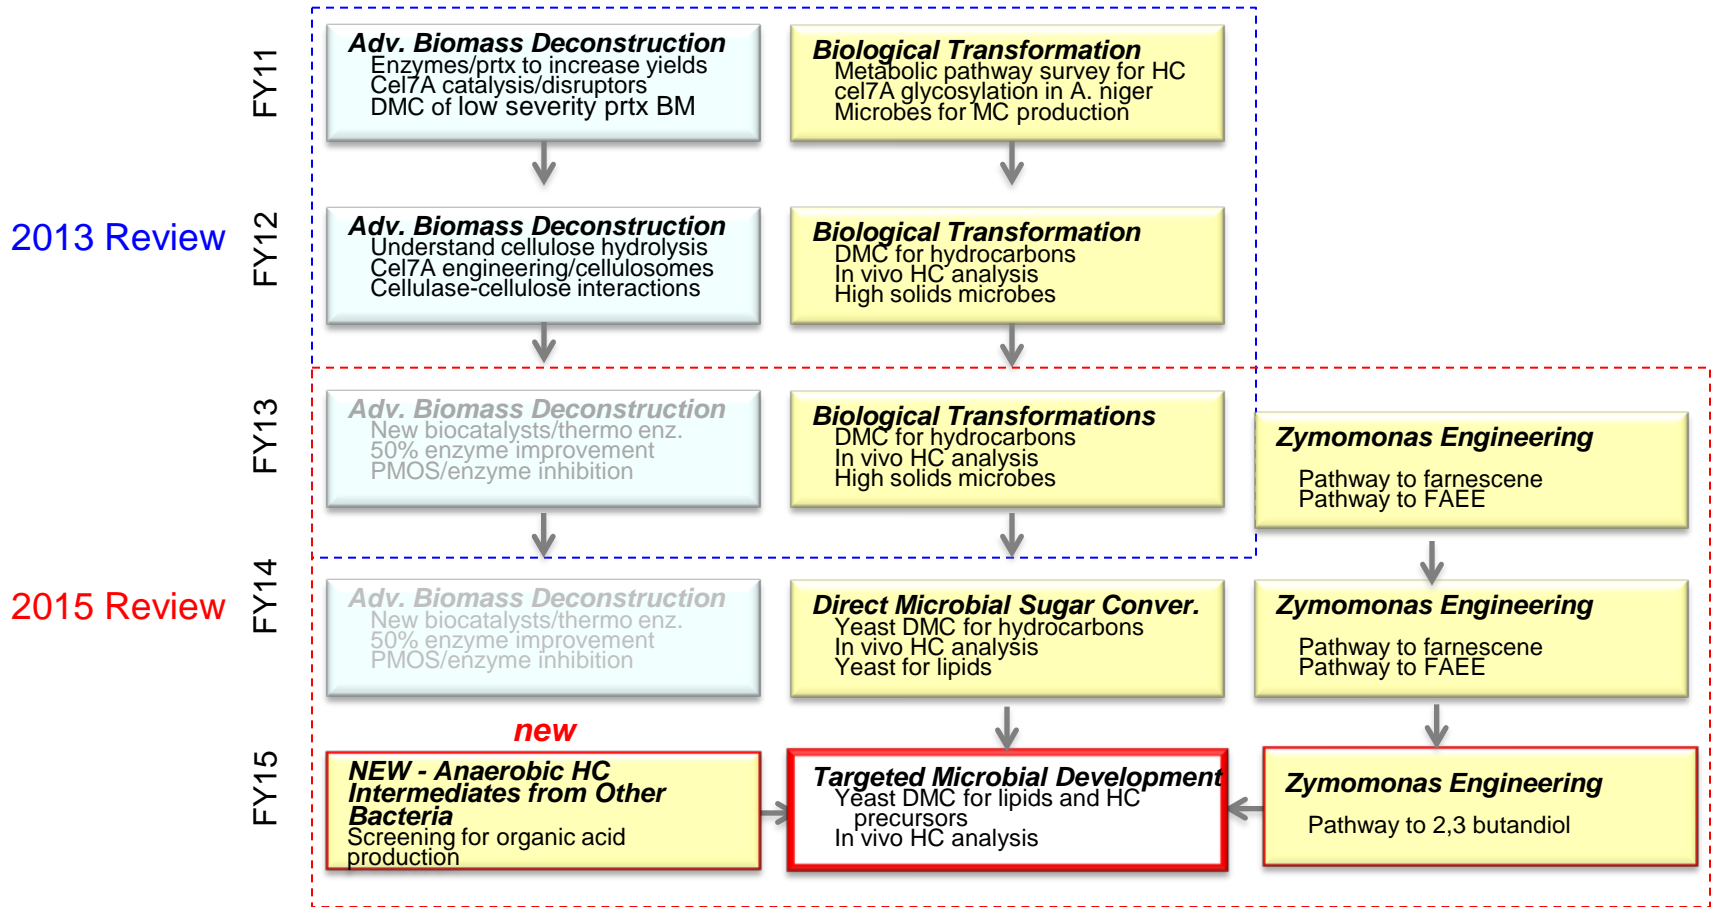 FY11
Adv. Biomass Deconstruction
Enzymes/prtx to increase yields
Cel7A catalysis/disruptors
DMC of low severity prtx BM
Biological Transformation
Metabolic pathway survey for HC
cel7A glycosylation in A. niger
Microbes for MC production
2013 Review
FY12
Adv. Biomass Deconstruction
Understand cellulose hydrolysis
Cel7A engineering/cellulosomes
Cellulase-cellulose interactions
Biological Transformation
DMC for hydrocarbons
In vivo HC analysis
High solids microbes
FY13
Adv. Biomass Deconstruction
New biocatalysts/thermo enz.
50% enzyme improvement
PMOS/enzyme inhibition
Biological Transformations
DMC for hydrocarbons
In vivo HC analysis
High solids microbes
Zymomonas Engineering
Pathway to farnescene
Pathway to FAEE
2015 Review
FY14
Adv. Biomass Deconstruction
New biocatalysts/thermo enz.
50% enzyme improvement
PMOS/enzyme inhibition
Direct Microbial Sugar Conver.
Yeast DMC for hydrocarbons
In vivo HC analysis
Yeast for lipids
Zymomonas Engineering
Pathway to farnescene
Pathway to FAEE
new
FY15
NEW - Anaerobic HC
Intermediates from Other
Bacteria
Screening for organic acid
production
Targeted Microbial Development
Yeast DMC for lipids and HC
precursors
In vivo HC analysis
Zymomonas Engineering
Pathway to 2,3 butandiol